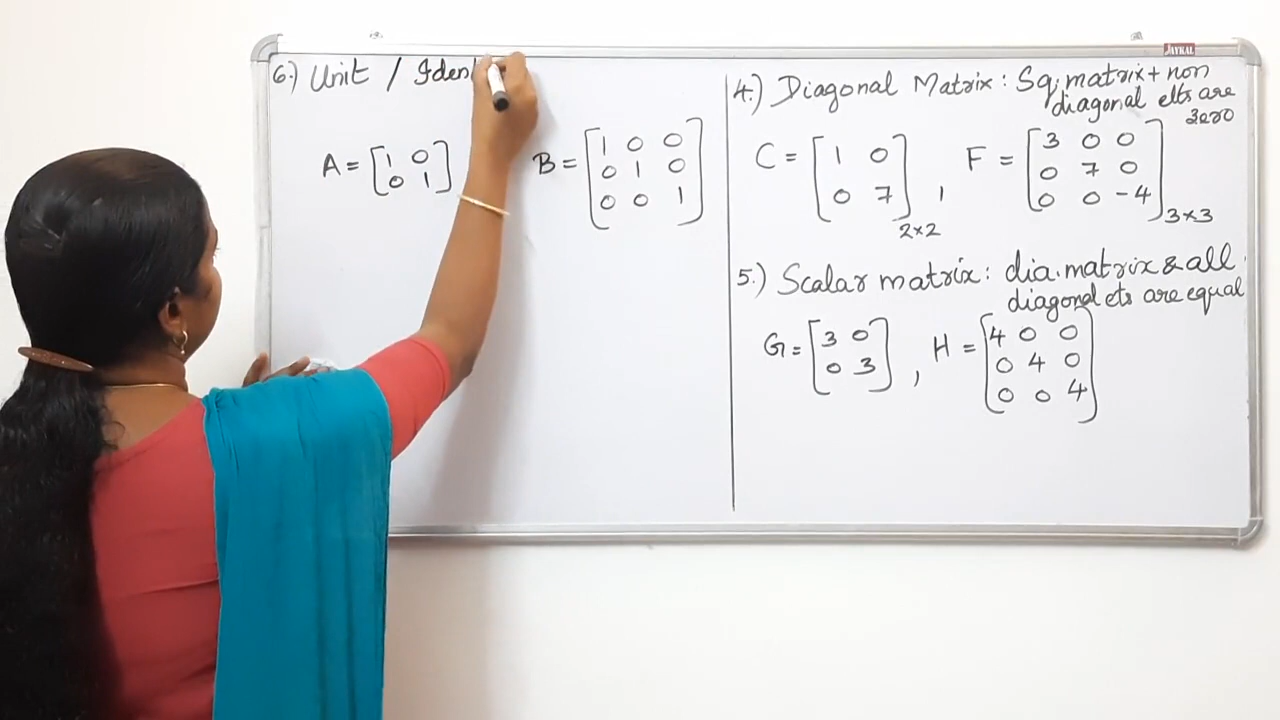 6.) Unit / Iden
A = [1 0
0 1]
B = [1 0 0
0 1 0
0 0 1]
JAYKAL
4.) Diagonal Matrix : Sq. matrix + non
diagonal elts are
zero
C = [1 0
0 7] 2×2 ,
F = [3 0 0
0 7 0
0 0 -4] 3×3
5.) Scalar matrix : dia. matrix & all
diagonal ets are equal
G = [3 0
0 3] ,
H = [4 0 0
0 4 0
0 0 4]